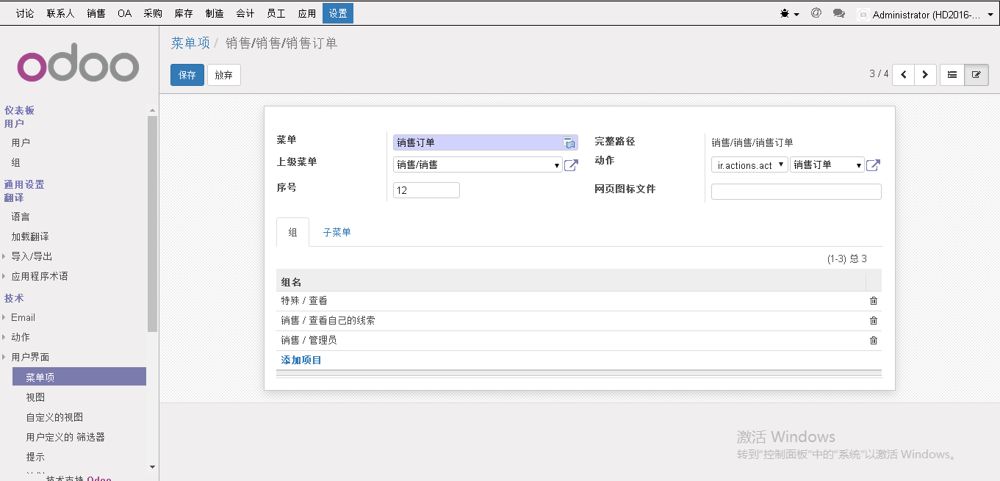 讨论 联系人 销售 OA 采购 库存 制造 会计 员工 应用 设置 @ Administrator (HD2016-...
odoo
仪表板
用户
用户
组
通用设置
翻译
语言
加载翻译
导入/导出
应用程序术语
技术
Email
动作
用户界面
菜单项
视图
自定义的视图
用户定义的 筛选器
提示
技术支持 Odoo
菜单项 / 销售/销售/销售订单
保存 放弃 3 / 4
菜单 销售订单 完整路径 销售/销售/销售订单
上级菜单 销售/销售 动作 ir.actions.act 销售订单
序号 12 网页图标文件
组 子菜单
(1-3) 总 3
组名
特殊 / 查看
销售 / 查看自己的线索
销售 / 管理员
添加项目
激活 Windows
转到"控制面板"中的"系统"以激活 Windows。